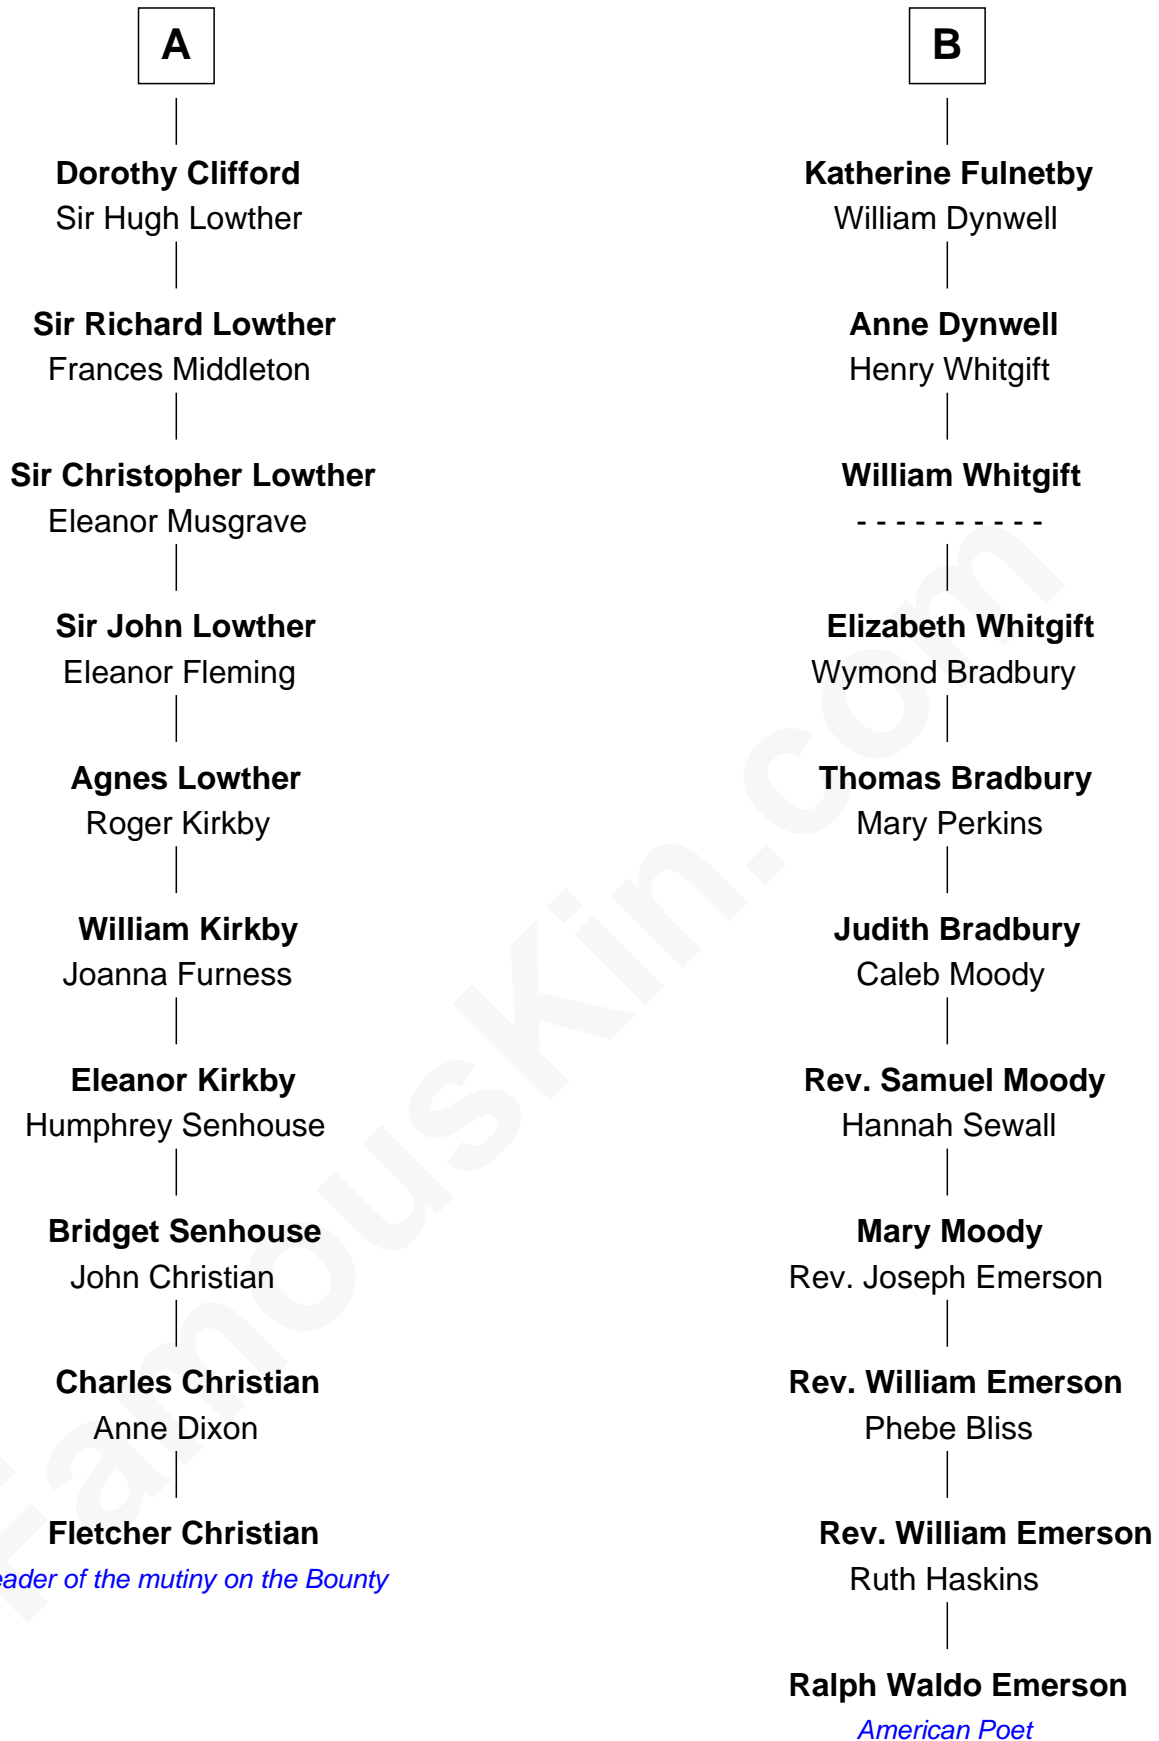 A
Dorothy Clifford
Sir Hugh Lowther
Sir Richard Lowther
Frances Middleton
Sir Christopher Lowther
Eleanor Musgrave
Sir John Lowther
Eleanor Fleming
Agnes Lowther
Roger Kirkby
William Kirkby
Joanna Furness
Eleanor Kirkby
Humphrey Senhouse
Bridget Senhouse
John Christian
Charles Christian
Anne Dixon
Fletcher Christian
eader of the mutiny on the Bounty
B
Katherine Fulnetby
William Dynwell
Anne Dynwell
Henry Whitgift
William Whitgift
- - - - - - - - - -
Elizabeth Whitgift
Wymond Bradbury
Thomas Bradbury
Mary Perkins
Judith Bradbury
Caleb Moody
Rev. Samuel Moody
Hannah Sewall
Mary Moody
Rev. Joseph Emerson
Rev. William Emerson
Phebe Bliss
Rev. William Emerson
Ruth Haskins
Ralph Waldo Emerson
American Poet
FamousKin.com